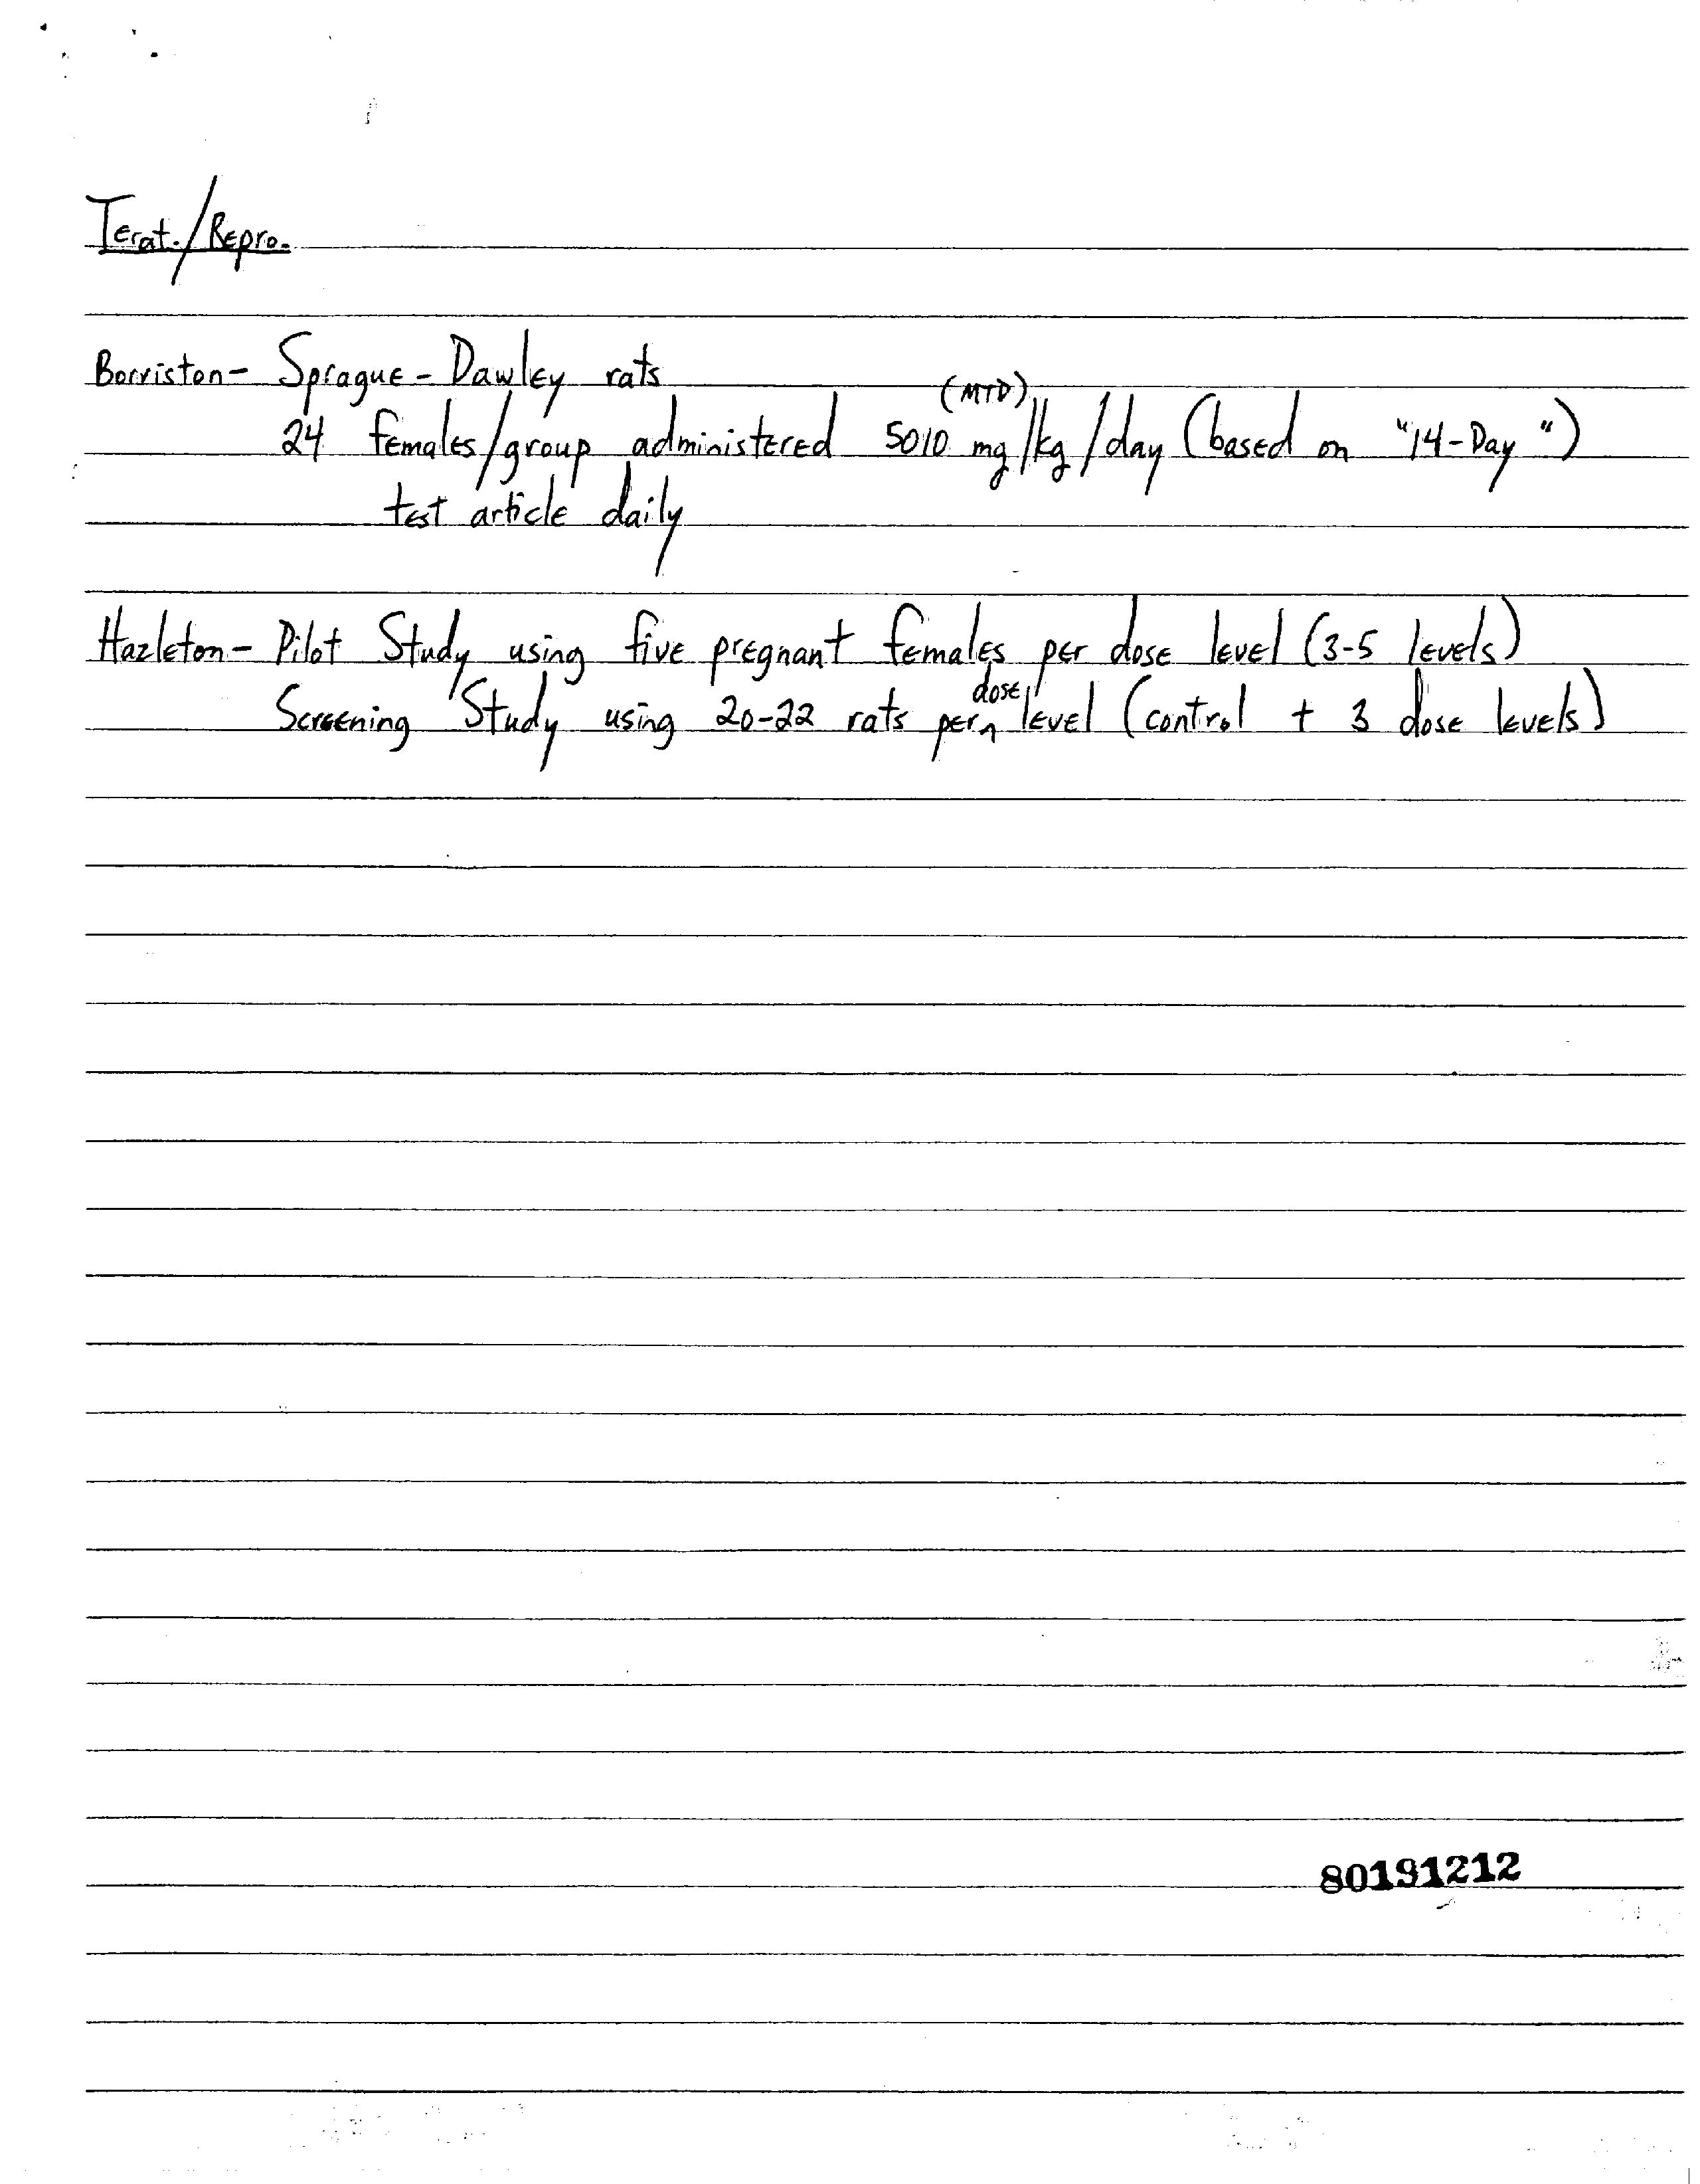 Terat./Repro.
Borriston- Sprague-Dawley rats
(MTD)
24 females/group administered 5010 mg/kg/day (based on "14-Day")
test article daily
Hazleton- Pilot Study using five pregnant females per dose level (3-5 levels)
Screening Study using 20-22 rats per dose level (control + 3 dose levels)
80191212